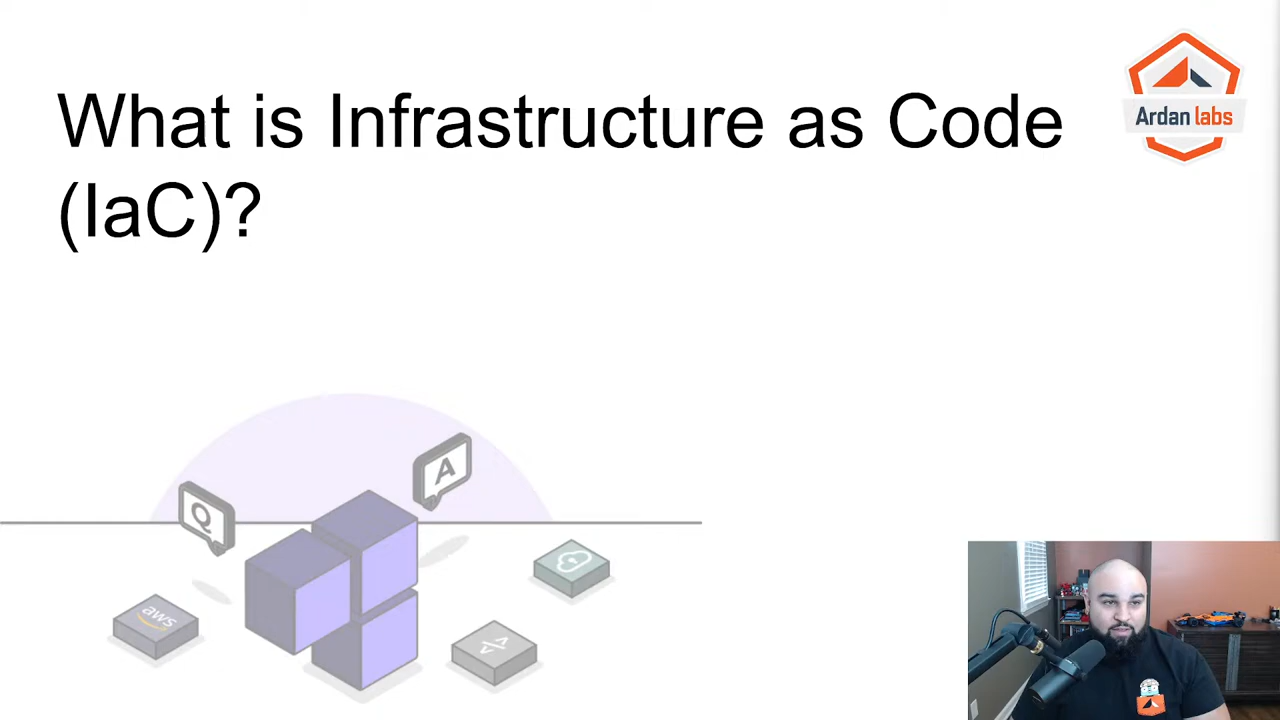 What is Infrastructure as Code
(IaC)?
Ardan labs
Q
A
aws